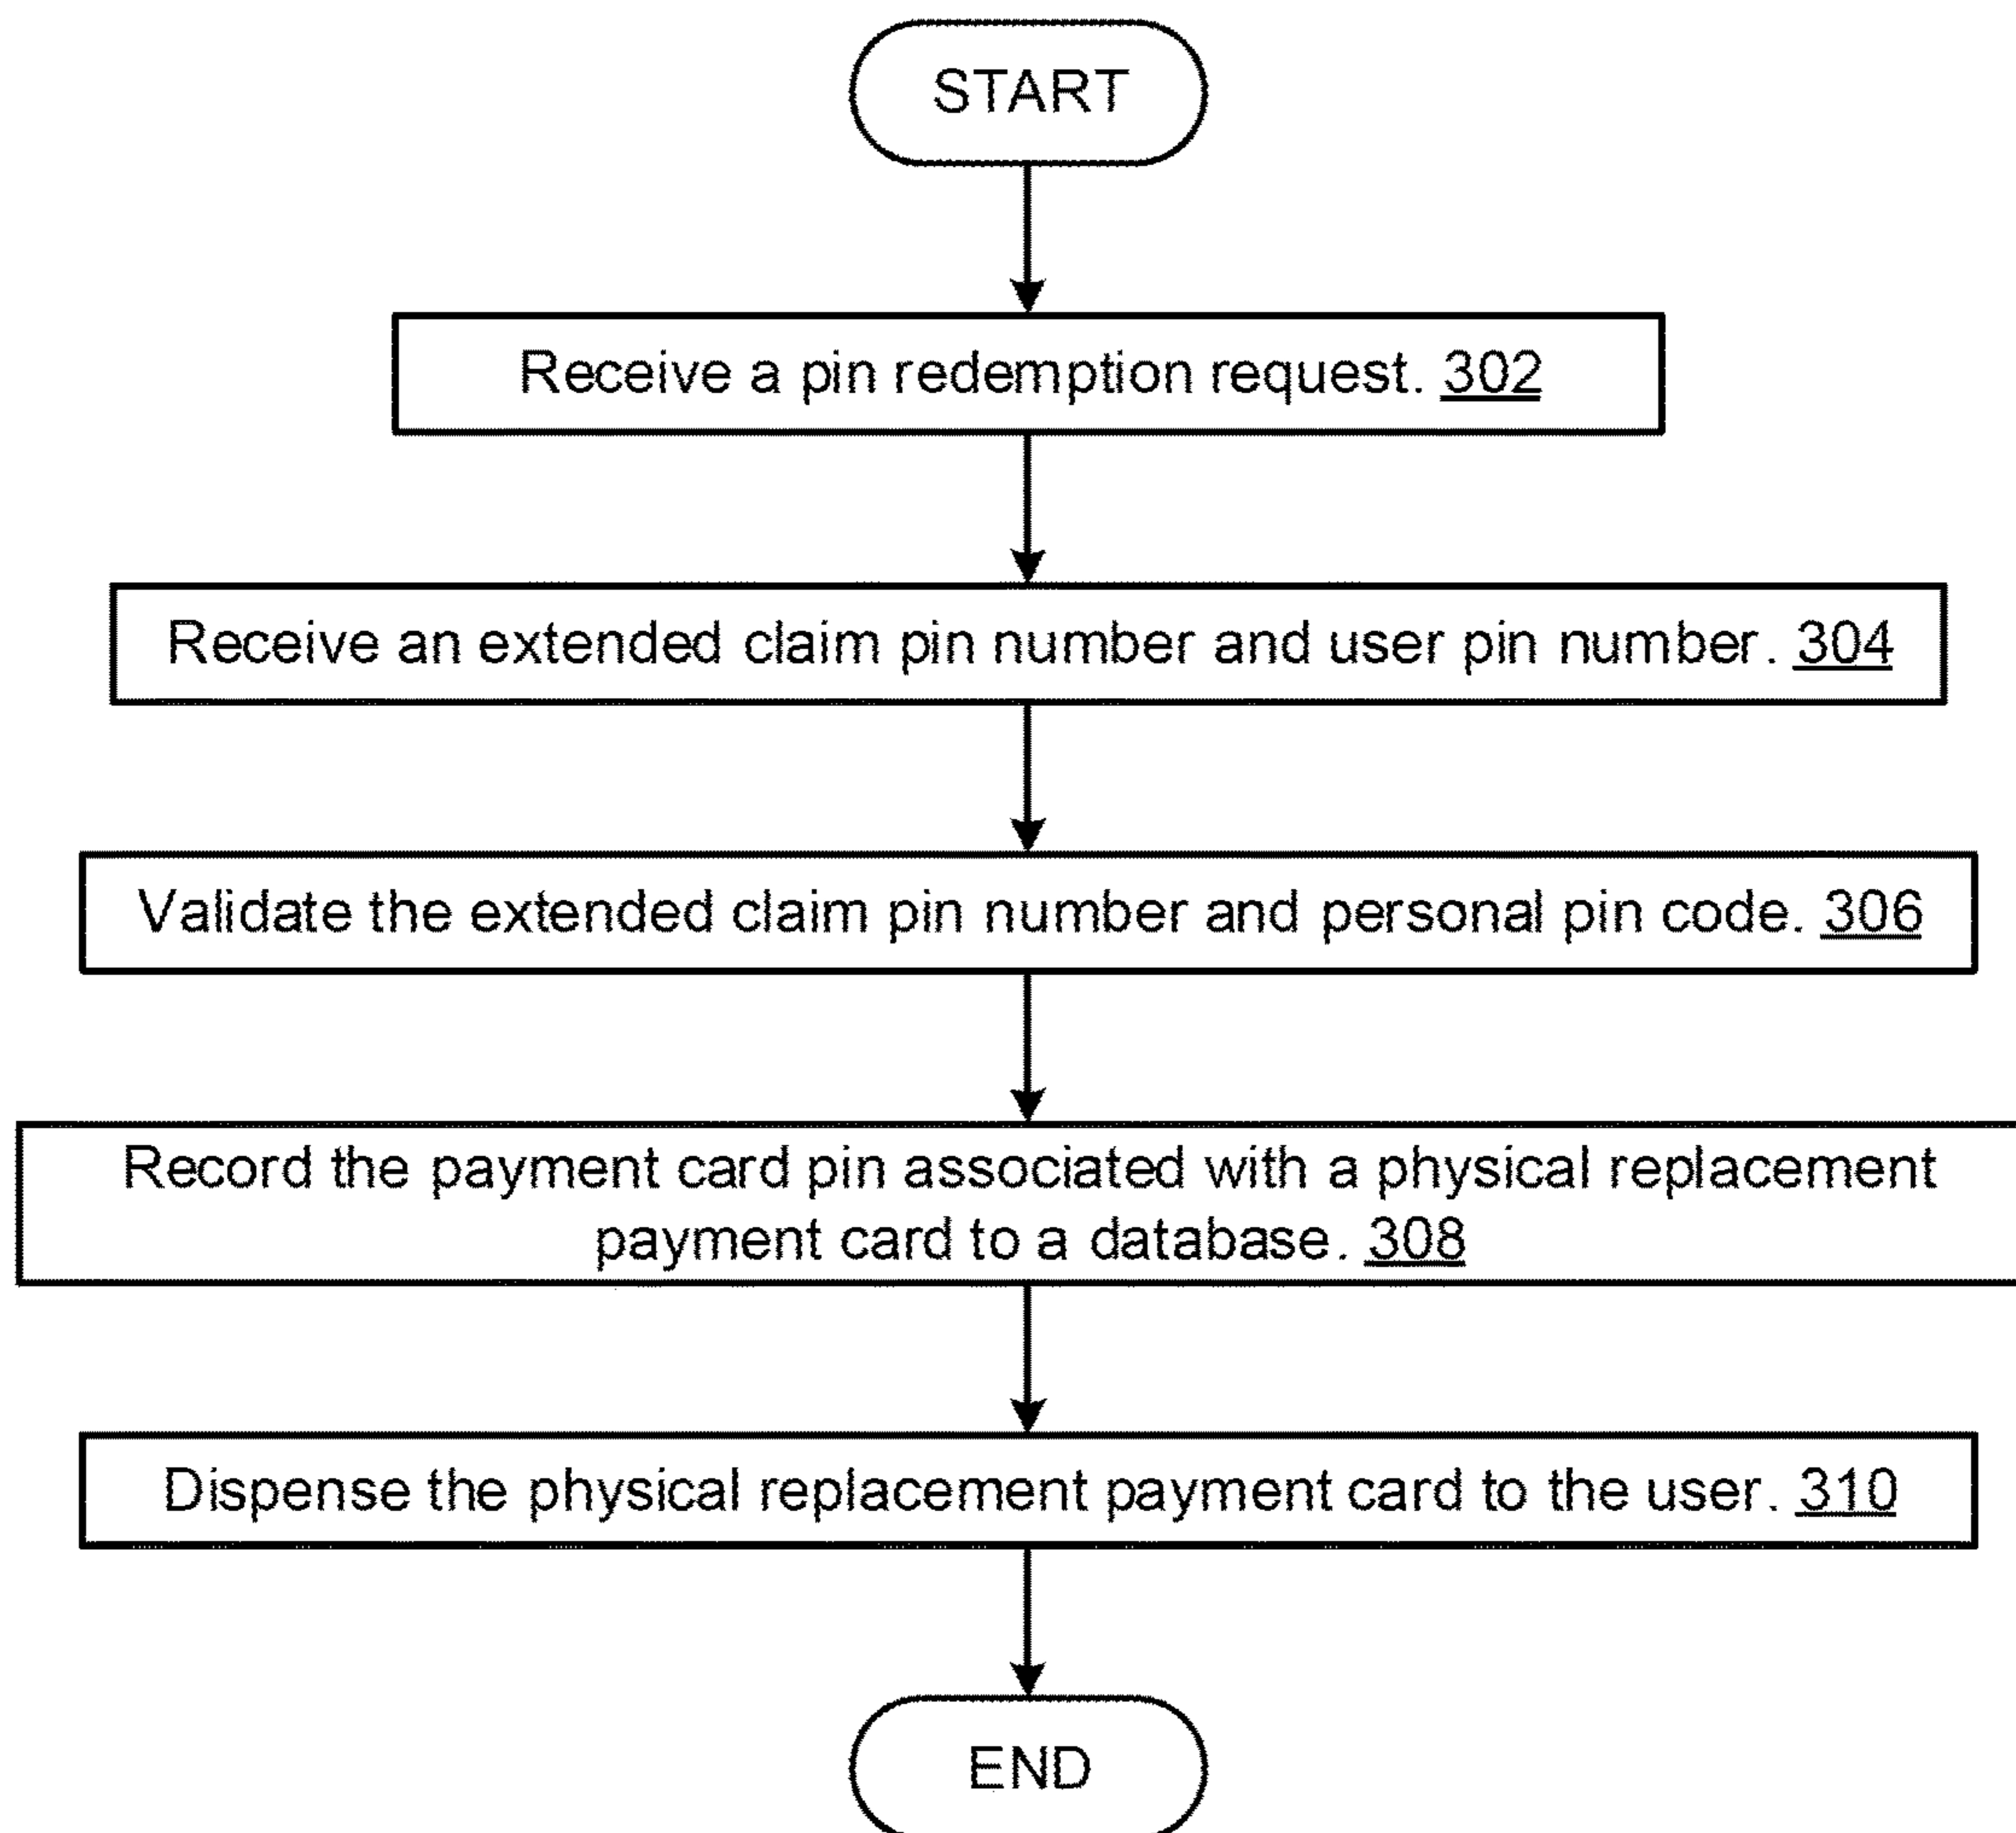 START
Receive a pin redemption request. 302
Receive an extended claim pin number and user pin number. 304
Validate the extended claim pin number and personal pin code. 306
Record the payment card pin associated with a physical replacement
payment card to a database. 308
Dispense the physical replacement payment card to the user. 310
END